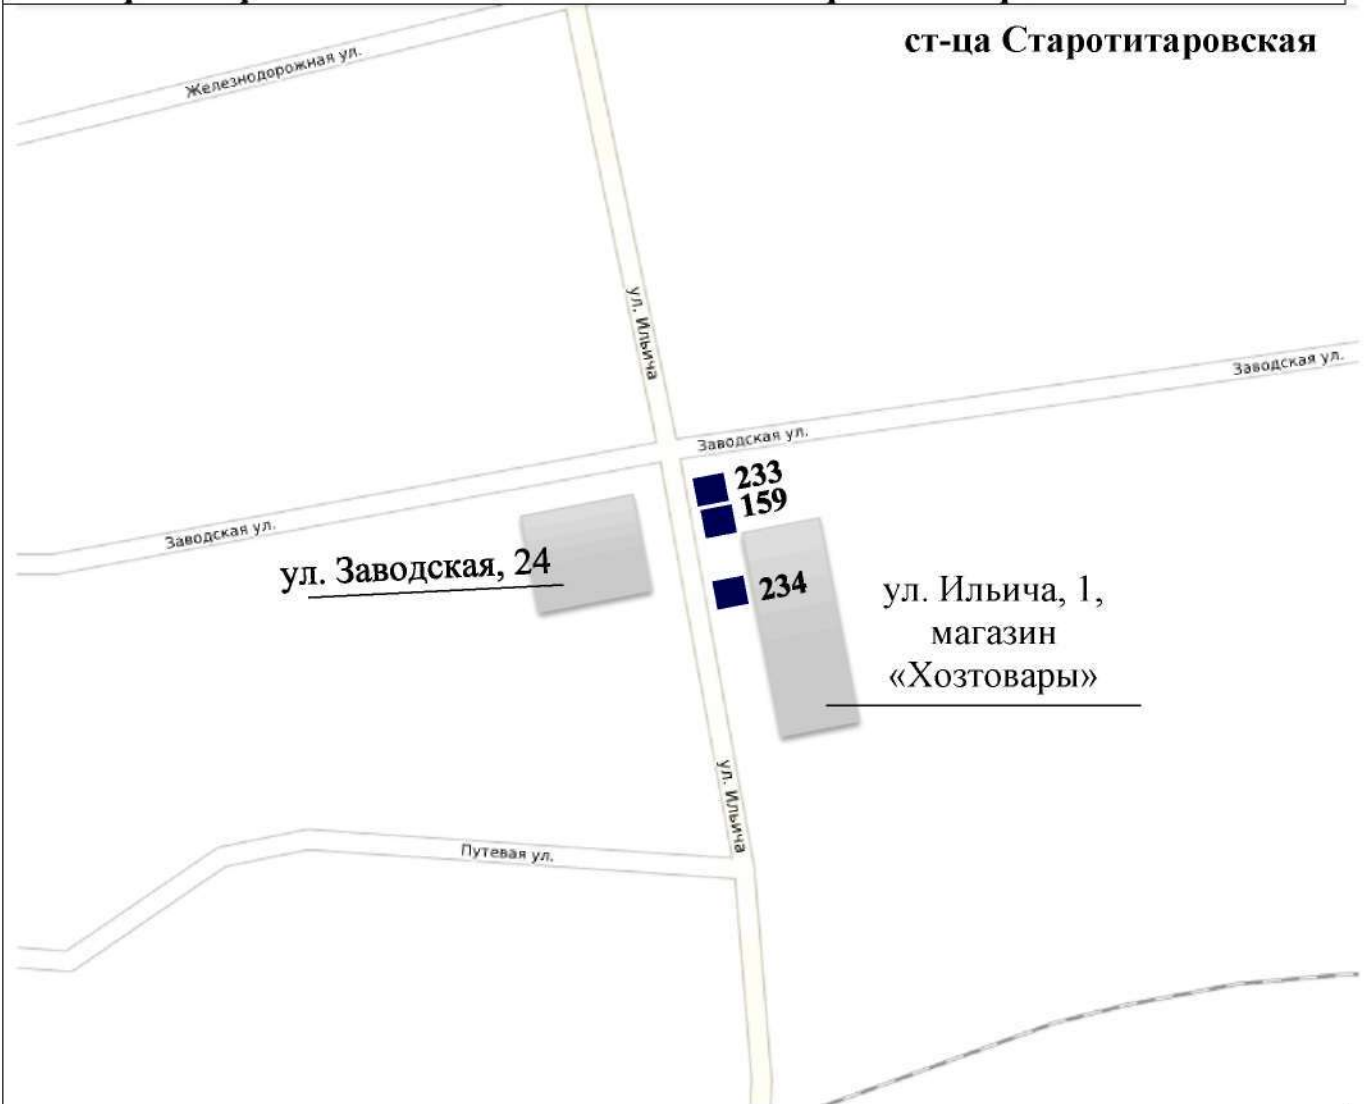 ст-ца Старотитаровская
Железнодорожная ул.
ул. Ильича
Заводская ул.
Заводская ул.
233
159
Заводская ул.
ул. Заводская, 24
234
ул. Ильича, 1,
магазин
«Хозтовары»
ул. Ильича
Путевая ул.